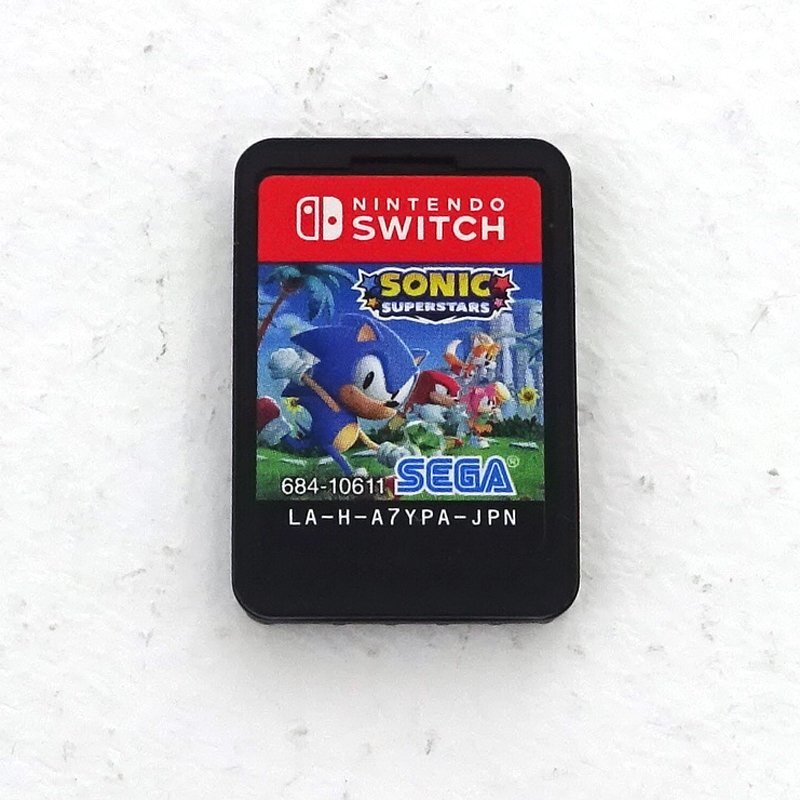 NINTENDO
SWITCH
SONIC
SUPERSTARS
684-10611 SEGA®
LA-H-A7YPA-JPN